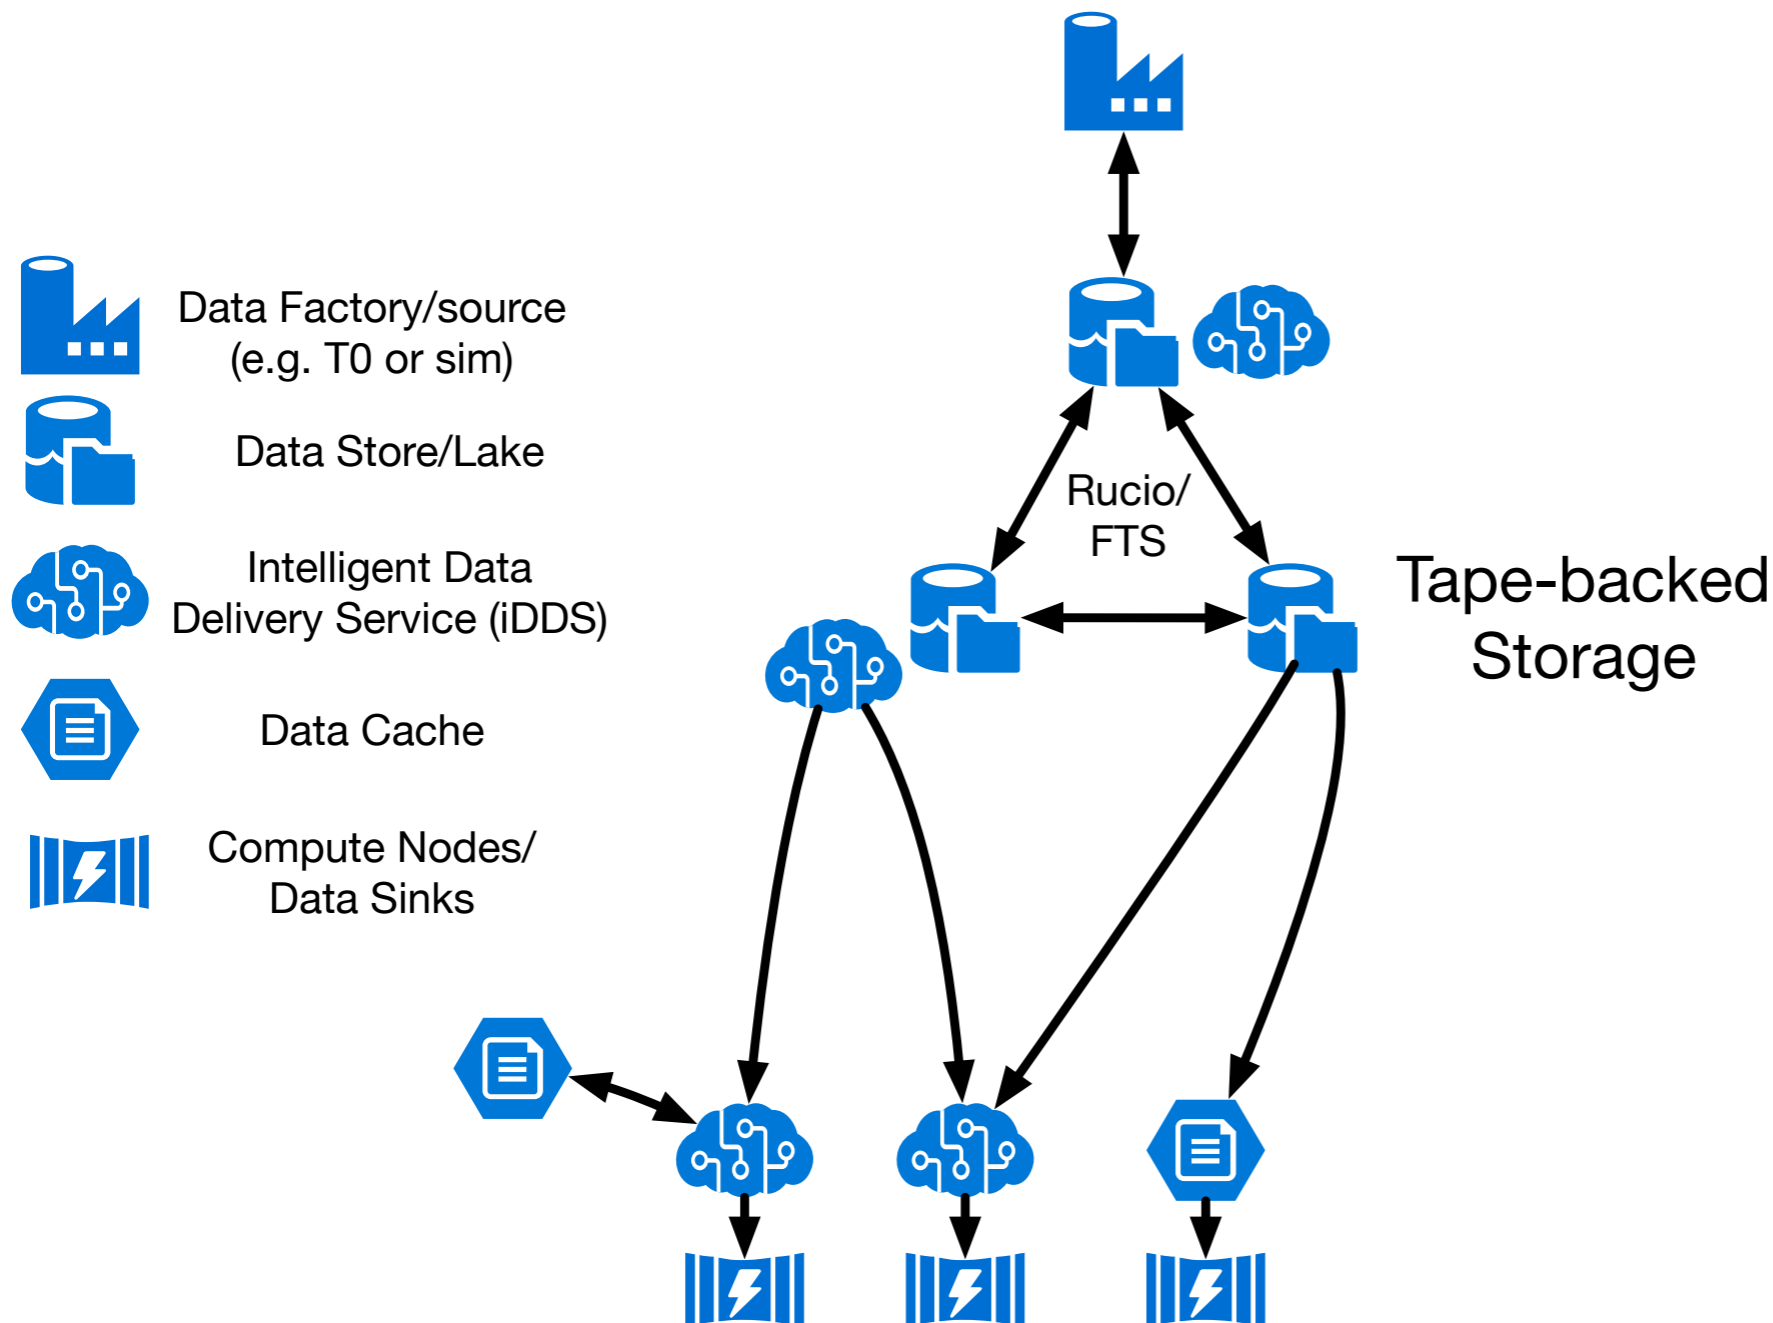 Data Factory/source
(e.g. T0 or sim)
Data Store/Lake
Intelligent Data
Delivery Service (iDDS)
Data Cache
Compute Nodes/
Data Sinks
Rucio/
FTS
Tape-backed
Storage